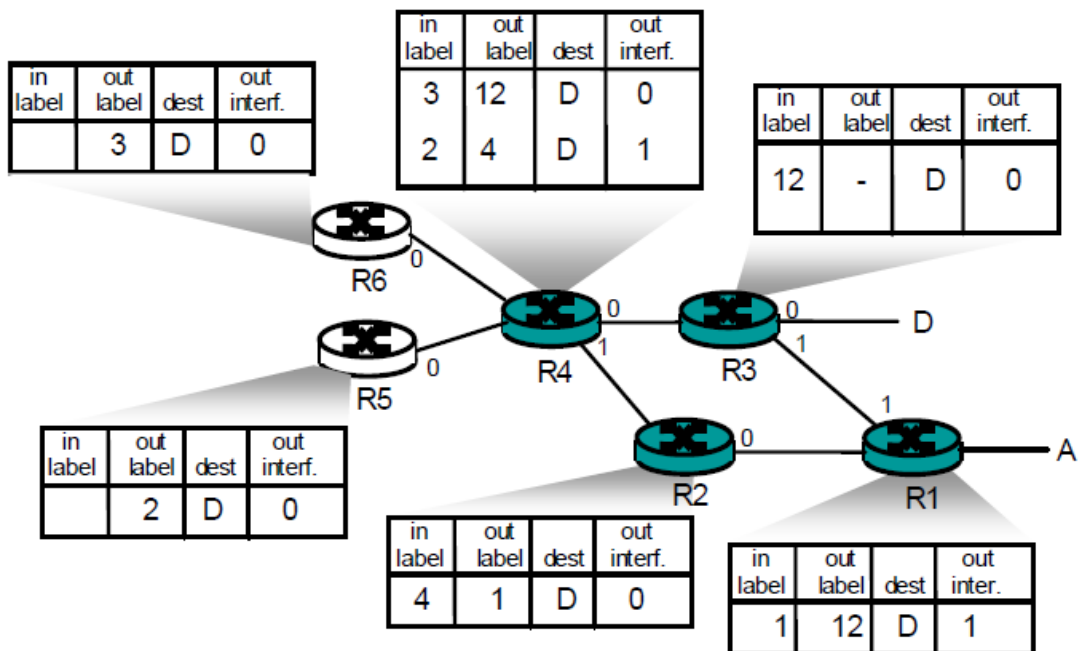 in out dest out
label label interf.
3 12 D 0
2 4 D 1
in out dest out
label label interf.
3 D 0
in out dest out
label label interf.
12 - D 0
0
R6
0
R4
1
0
R3
1
0
D
0
R5
in out dest out
label label interf.
2 D 0
R2
0
1
R1
A
in out dest out
label label interf.
4 1 D 0
in out dest out
label label inter.
1 12 D 1